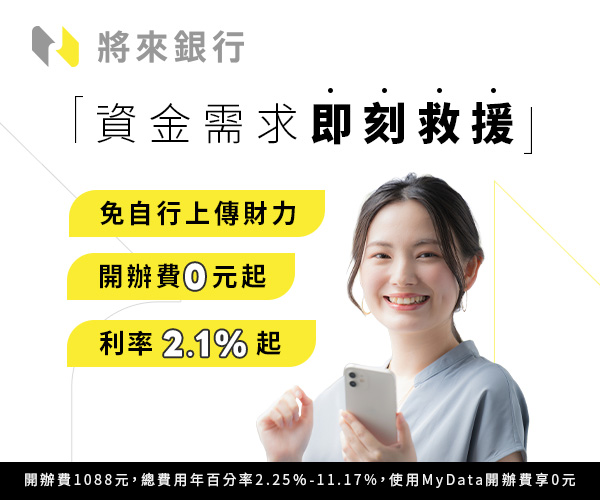 將來銀行
「資金需求即刻救援」
免自行上傳財力
開辦費0元起
利率2.1%起
開辦費1088元，總費用年百分率2.25%-11.17%，使用MyData開辦費享0元